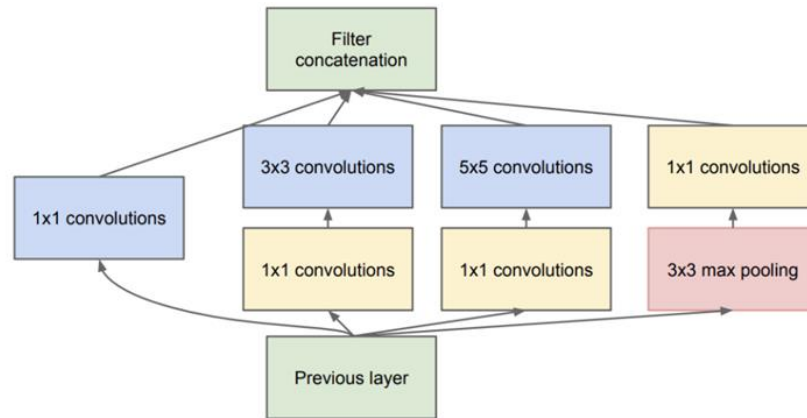 Filter
concatenation
3x3 convolutions
5x5 convolutions
1x1 convolutions
1x1 convolutions
1x1 convolutions
1x1 convolutions
3x3 max pooling
Previous layer